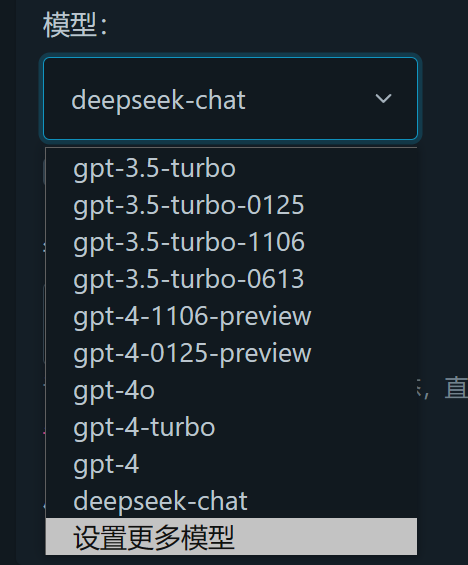 模型：
deepseek-chat
gpt-3.5-turbo
gpt-3.5-turbo-0125
gpt-3.5-turbo-1106
gpt-3.5-turbo-0613
gpt-4-1106-preview
gpt-4-0125-preview
gpt-4o
，直
gpt-4-turbo
gpt-4
deepseek-chat
设置更多模型